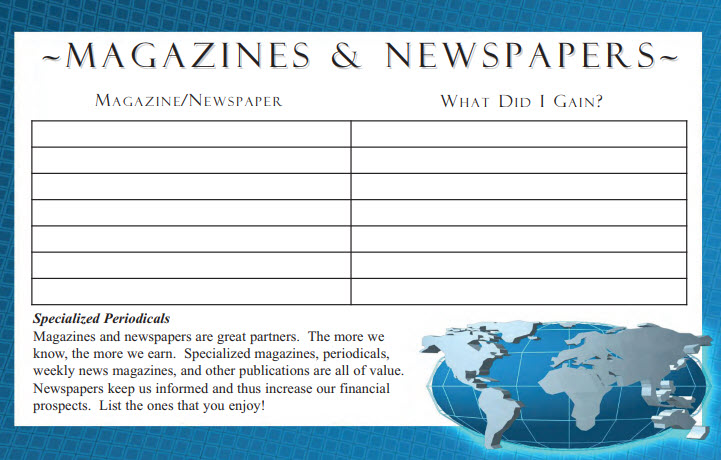 ~MAGAZINES & NEWSPAPERS~
MAGAZINE/NEWSPAPER
WHAT DID I GAIN?
Specialized Periodicals
Magazines and newspapers are great partners.  The more we
know, the more we earn.  Specialized magazines, periodicals,
weekly news magazines, and other publications are all of value.
Newspapers keep us informed and thus increase our financial
prospects.  List the ones that you enjoy!